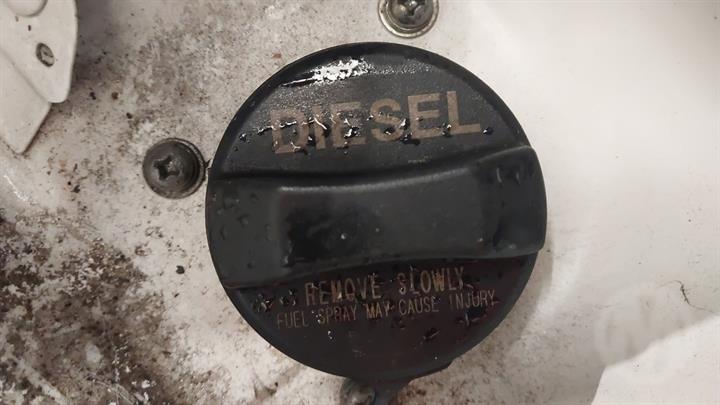 DIESEL
REMOVE SLOWLY
FUEL SPRAY MAY CAUSE INJURY